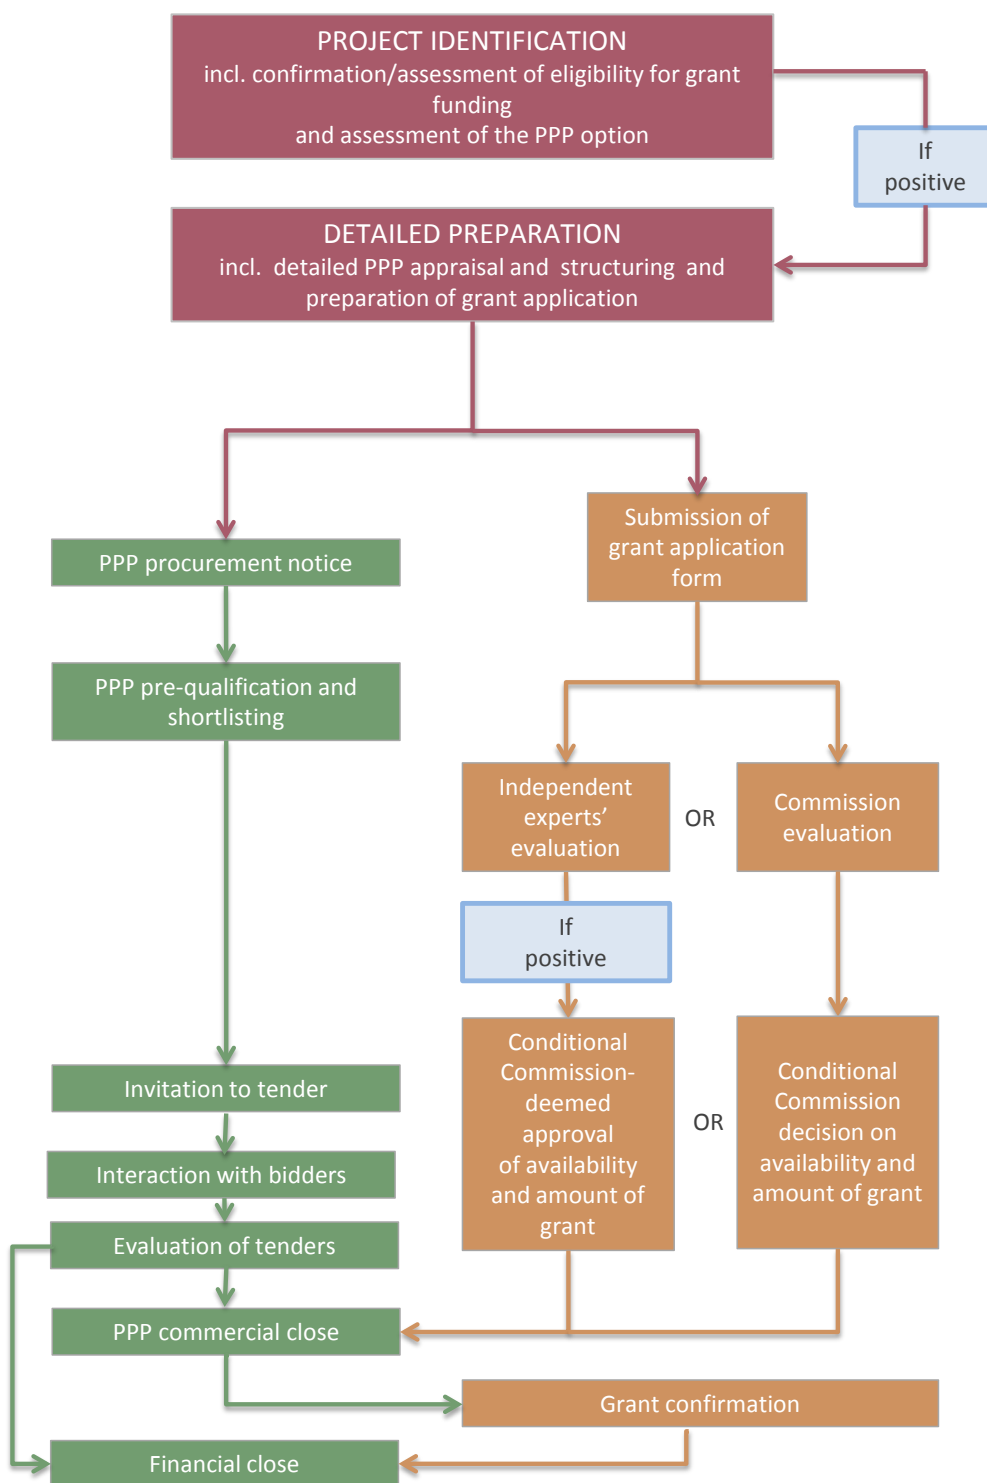 PROJECT IDENTIFICATION
incl. confirmation/assessment of eligibility for grant
funding
and assessment of the PPP option
If
positive
DETAILED PREPARATION
incl. detailed PPP appraisal and structuring and
preparation of grant application
Submission of
grant application
form
PPP procurement notice
PPP pre-qualification and
shortlisting
Independent
experts’
evaluation
OR
Commission
evaluation
If
positive
Conditional
Commission-
deemed
approval
of availability
and amount of
grant
OR
Conditional
Commission
decision on
availability and
amount of grant
Invitation to tender
Interaction with bidders
Evaluation of tenders
PPP commercial close
Grant confirmation
Financial close